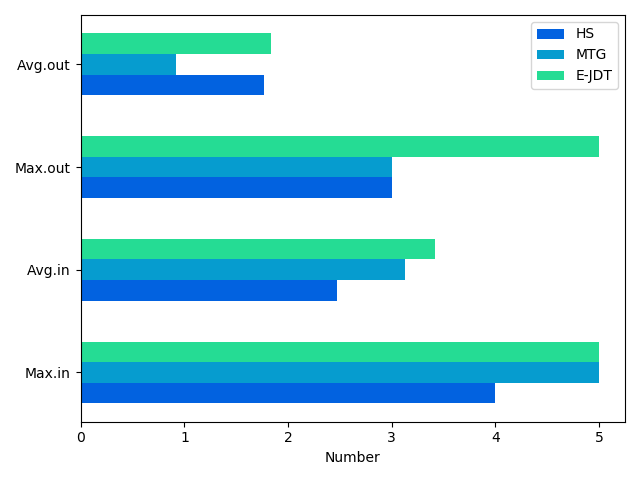 HS
MTG
E-JDT
Avg.out
Max.out
Avg.in
Max.in
0 1 2 3 4 5
Number